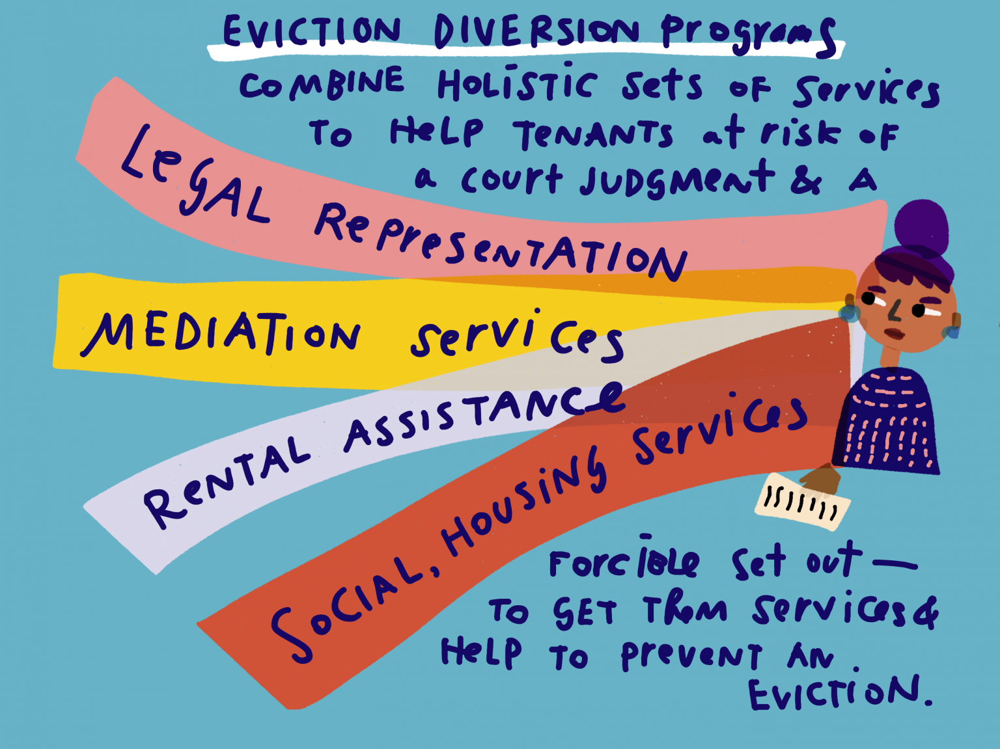 EVICTION DIVERSION Programs
COMBINE HOLISTIC Sets OF Services
TO HeLP TeNANTS at risk OF
a court JUDGMent & A
LeGAL RePreSeNTATION
MEDIATION Services
ReNTAL ASSISTANCe
SOCIAL, HOUSING Services
Forcible Set out —
TO GET Them Services &
HeLP TO PreveNT AN
EVICTION.